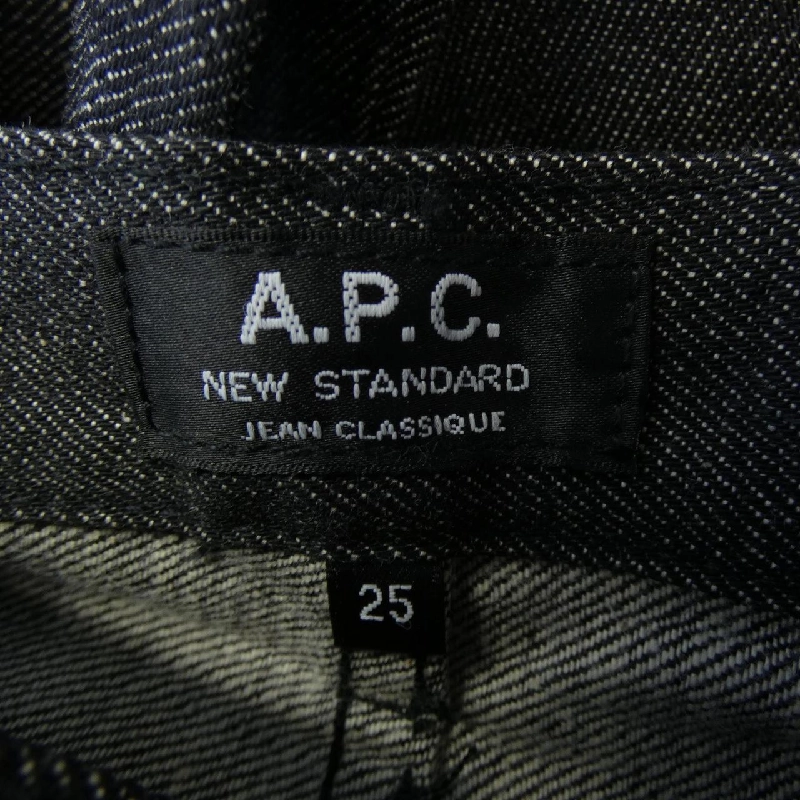 A.P.C.
NEW STANDARD
JEAN CLASSIQUE
25